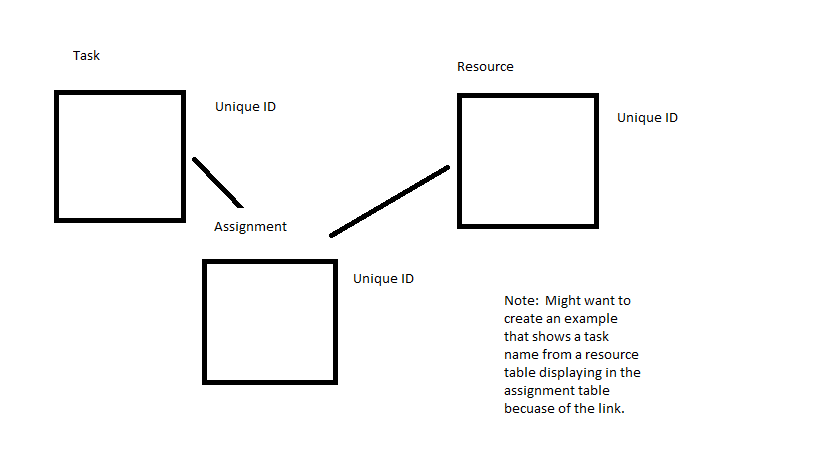 Task
Resource
Unique ID
Unique ID
Assignment
Unique ID
Note:  Might want to
create an example
that shows a task
name from a resource
table displaying in the
assignment table
becuase of the link.